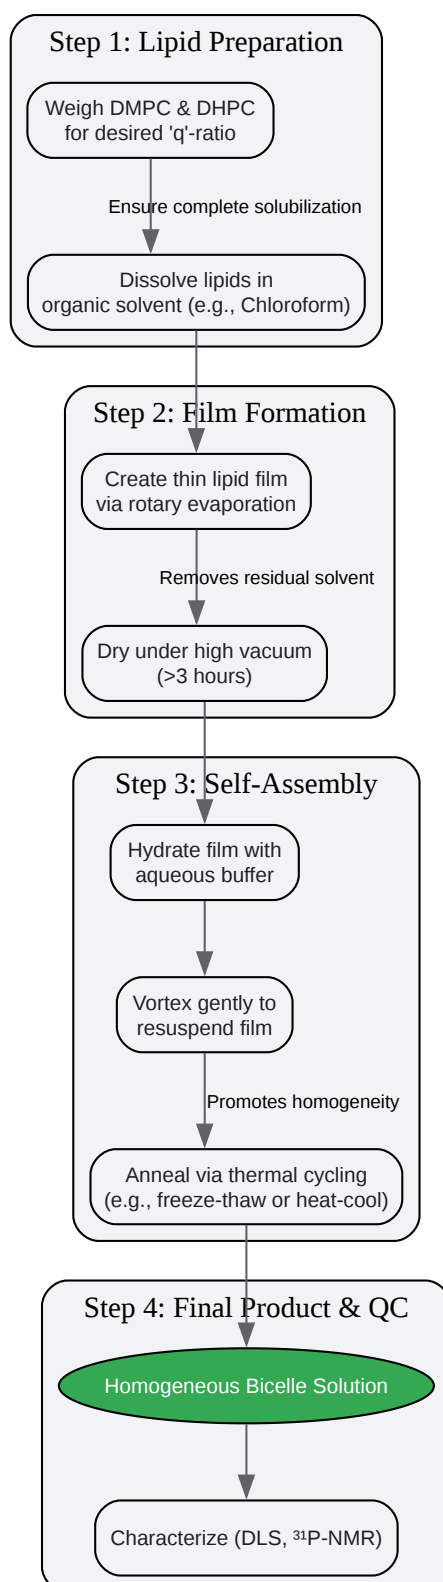 Step 1: Lipid Preparation
Weigh DMPC & DHPC
for desired 'q'-ratio
Ensure complete solubilization
Dissolve lipids in
organic solvent (e.g., Chloroform)
Step 2: Film Formation
Create thin lipid film
via rotary evaporation
Removes residual solvent
Dry under high vacuum
(>3 hours)
Step 3: Self-Assembly
Hydrate film with
aqueous buffer
Vortex gently to
resuspend film
Promotes homogeneity
Anneal via thermal cycling
(e.g., freeze-thaw or heat-cool)
Step 4: Final Product & QC
Homogeneous Bicelle Solution
Characterize (DLS, ³¹P-NMR)